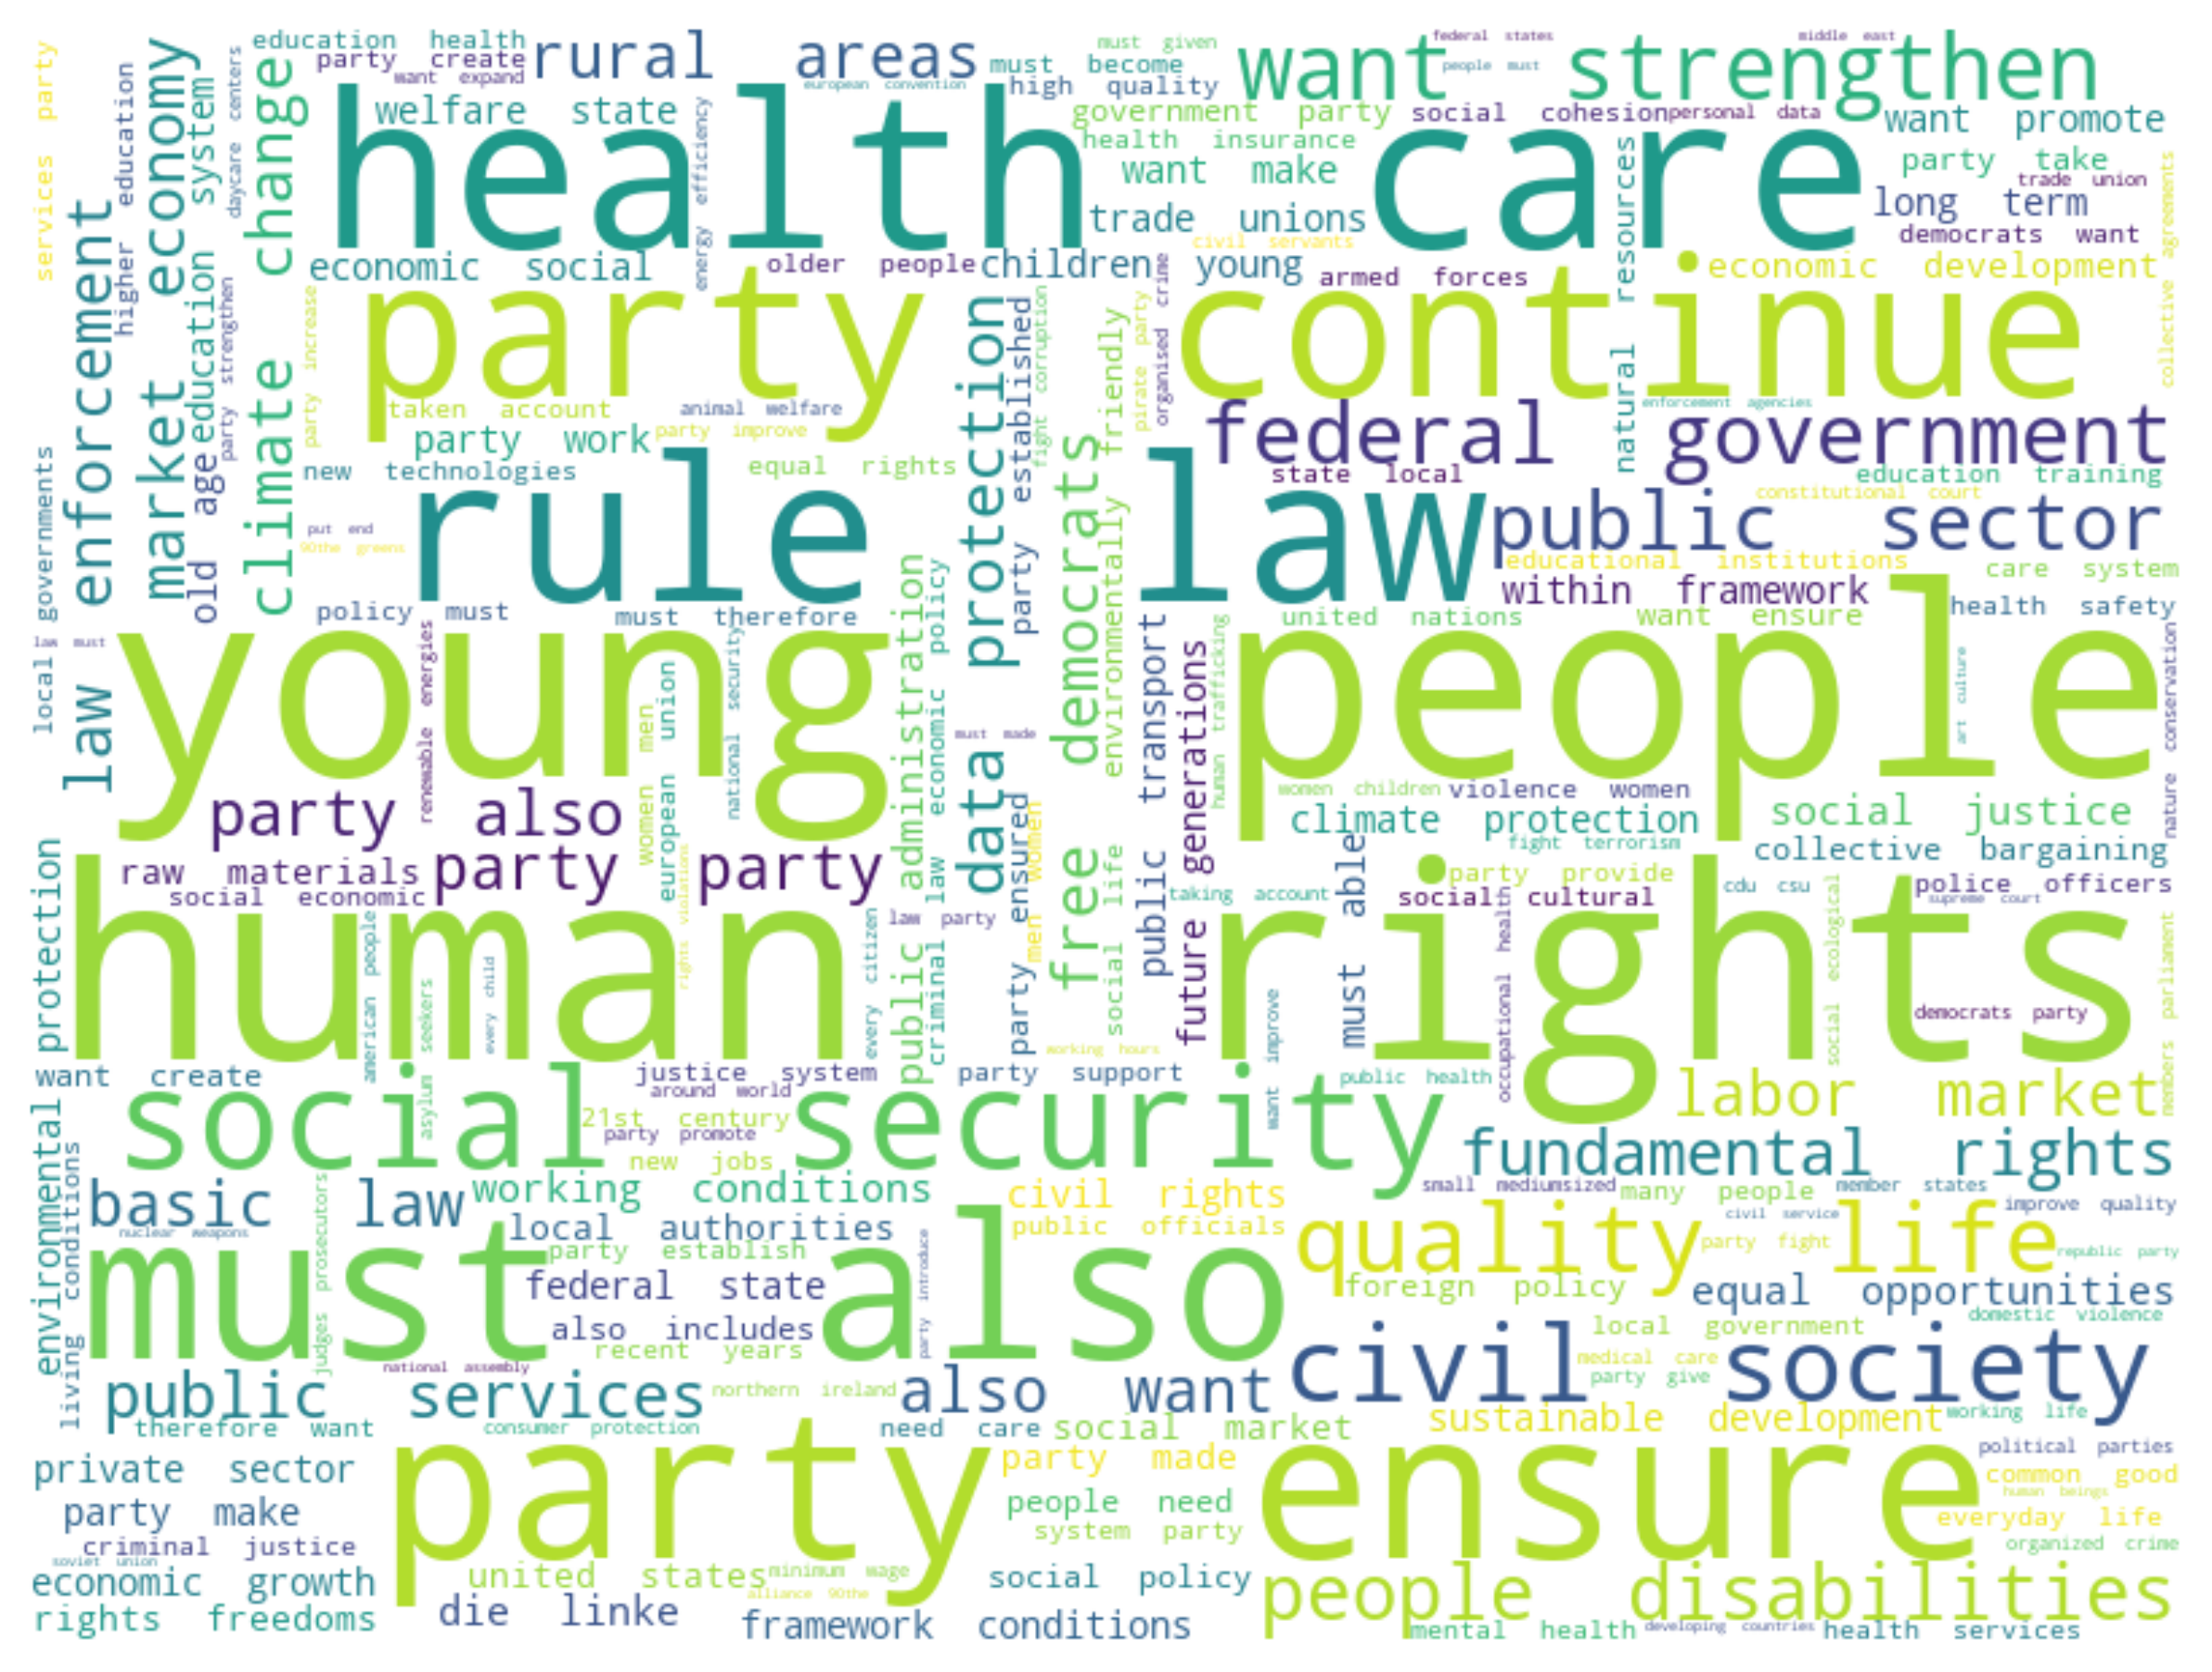 education health
rural areas
must given
want strengthen
federal states
middle east
party create
want expand
must become
people must
european convention
high quality
welfare state
health care
government party
social cohesion
personal data
want promote
health insurance
want make
party take
trade union
long term
trade unions
democrats want
civil servants
economic social
older people
children young
armed forces
economic development
services party
higher education
market economy
education system
daycare centers
climate change
energy efficiency
natural resources
collective agreements
law enforcement
old age
party strengthen
party increase
party continue
data protection
party established
fight corruption
environmentally friendly
pirate party
organised crime
taken account
animal welfare
enforcement agencies
party work
party improve
federal government
new technologies
equal rights
state local
education training
constitutional court
public sector
rule law
put end
90the greens
educational institutions
care system
within framework
health safety
policy must
must therefore
united nations
want ensure
local governments
law must
young people
renewable energies
women men
european union
national security
public administration
economic policy
free democrats
public transport
future generations
human trafficking
art culture
nature conservation
must made
women children
violence women
party also
climate protection
social justice
fight terrorism
collective bargaining
raw materials
party party
party provide
cdu csu
police officers
social economic
taking account
social cultural
supreme court
law party
human rights
environmental protection
american people
asylum seekers
every child
rights violations
every citizen
criminal law
party ensured
men women
social life
must able
occupational health
social ecological
members parliament
democrats party
working hours
want improve
want create
justice system
party support
public health
around world
social security
labor market
21st century
party promote
new jobs
fundamental rights
basic law
working conditions
civil rights
small mediumsized
many people
member states
improve quality
local authorities
public officials
civil service
quality life
nuclear weapons
party establish
party fight
republic party
must also
federal state
foreign policy
equal opportunities
living conditions
judges prosecutors
party introduce
also includes
domestic violence
recent years
local government
civil society
medical care
national assembly
party give
public services
northern ireland
also want
therefore want
consumer protection
need care
social market
sustainable development
working life
political parties
private sector
party made
common good
party ensure
human beings
party make
people need
everyday life
system party
criminal justice
organized crime
soviet union
economic growth
united states
minimum wage
social policy
people disabilities
alliance 90the
rights freedoms
die linke
framework conditions
mental health
developing countries
health services